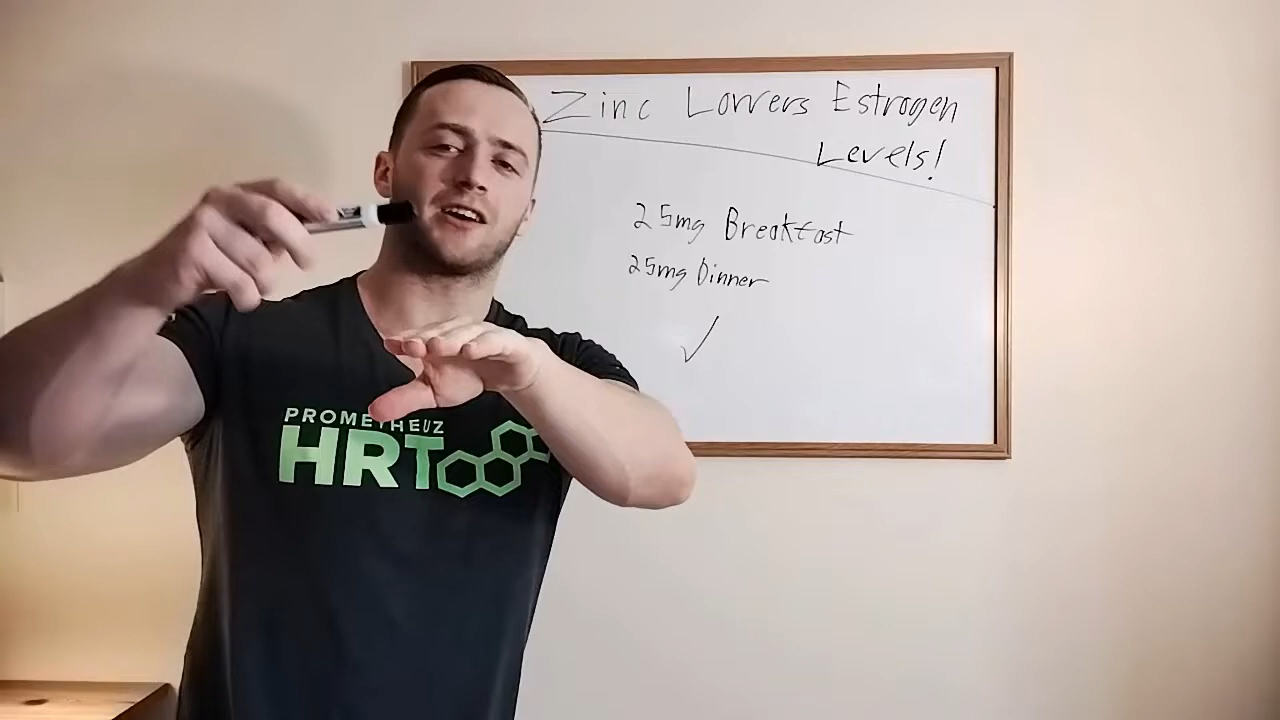 Zinc Lowers Estrogen
Levels!
25mg Breakfast
25mg Dinner
PROMETHEUZ
HRT